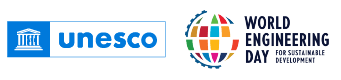 unesco
WORLD
ENGINEERING
DAY FOR SUSTAINABLE
DEVELOPMENT